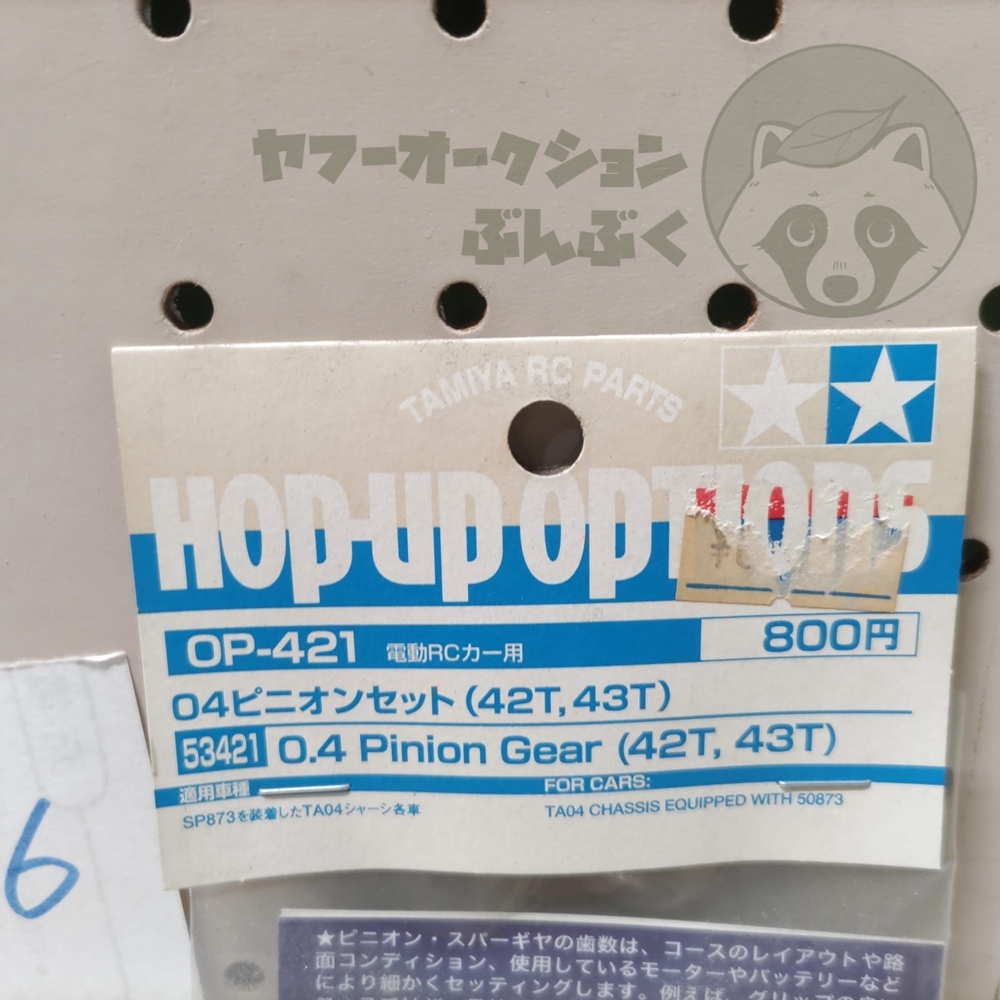 ヤフーオークション
ぶんぶく
TAMIYA RC PARTS
HOP-UP OPTIONS
OP-421 電動RCカー用 800円
04ピニオンセット (42T, 43T)
53421 0.4 Pinion Gear (42T, 43T)
適用車種 FOR CARS:
SP873を装着したTA04シャーシ各車 TA04 CHASSIS EQUIPPED WITH 50873
6
★ピニオン・スパーギヤの歯数は、コースのレイアウトや路
面コンディション、使用しているモーターやバッテリーなど
により細かくセッティングします。例えば、グリップの